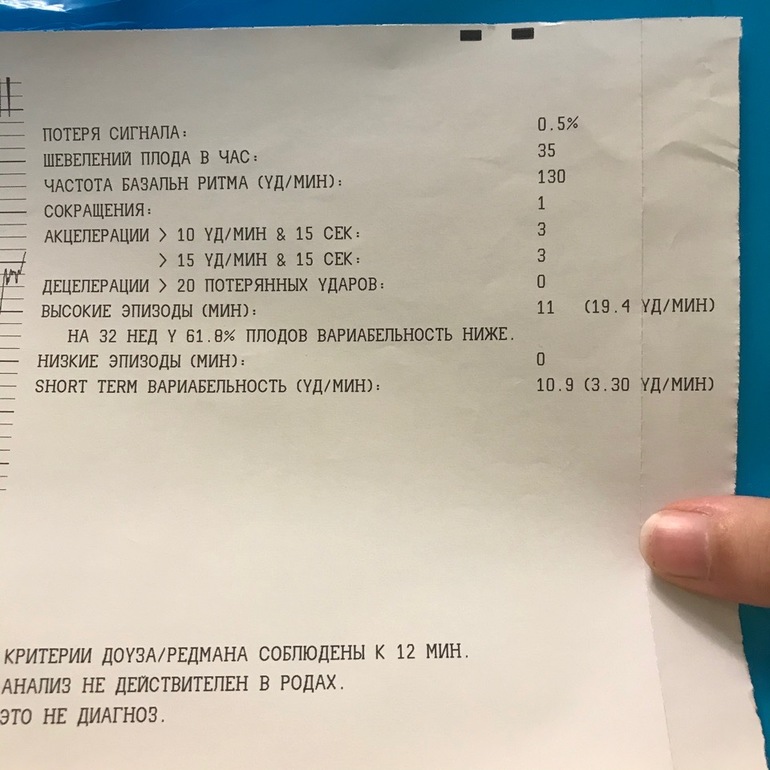 ПОТЕРЯ СИГНАЛА: 0.5%
ШЕВЕЛЕНИЙ ПЛОДА В ЧАС: 35
ЧАСТОТА БАЗАЛЬН РИТМА (УД/МИН): 130
СОКРАЩЕНИЯ: 1
АКЦЕЛЕРАЦИИ > 10 УД/МИН & 15 СЕК: 3
> 15 УД/МИН & 15 СЕК: 3
ДЕЦЕЛЕРАЦИИ > 20 ПОТЕРЯННЫХ УДАРОВ: 0
ВЫСОКИЕ ЭПИЗОДЫ (МИН): 11 (19.4 УД/МИН)
НА 32 НЕД У 61.8% ПЛОДОВ ВАРИАБЕЛЬНОСТЬ НИЖЕ.
НИЗКИЕ ЭПИЗОДЫ (МИН): 0
SHORT TERM ВАРИАБЕЛЬНОСТЬ (УД/МИН): 10.9 (3.30 УД/МИН)
КРИТЕРИИ ДОУЗА/РЕДМАНА СОБЛЮДЕНЫ К 12 МИН.
АНАЛИЗ НЕ ДЕЙСТВИТЕЛЕН В РОДАХ.
ЭТО НЕ ДИАГНОЗ.